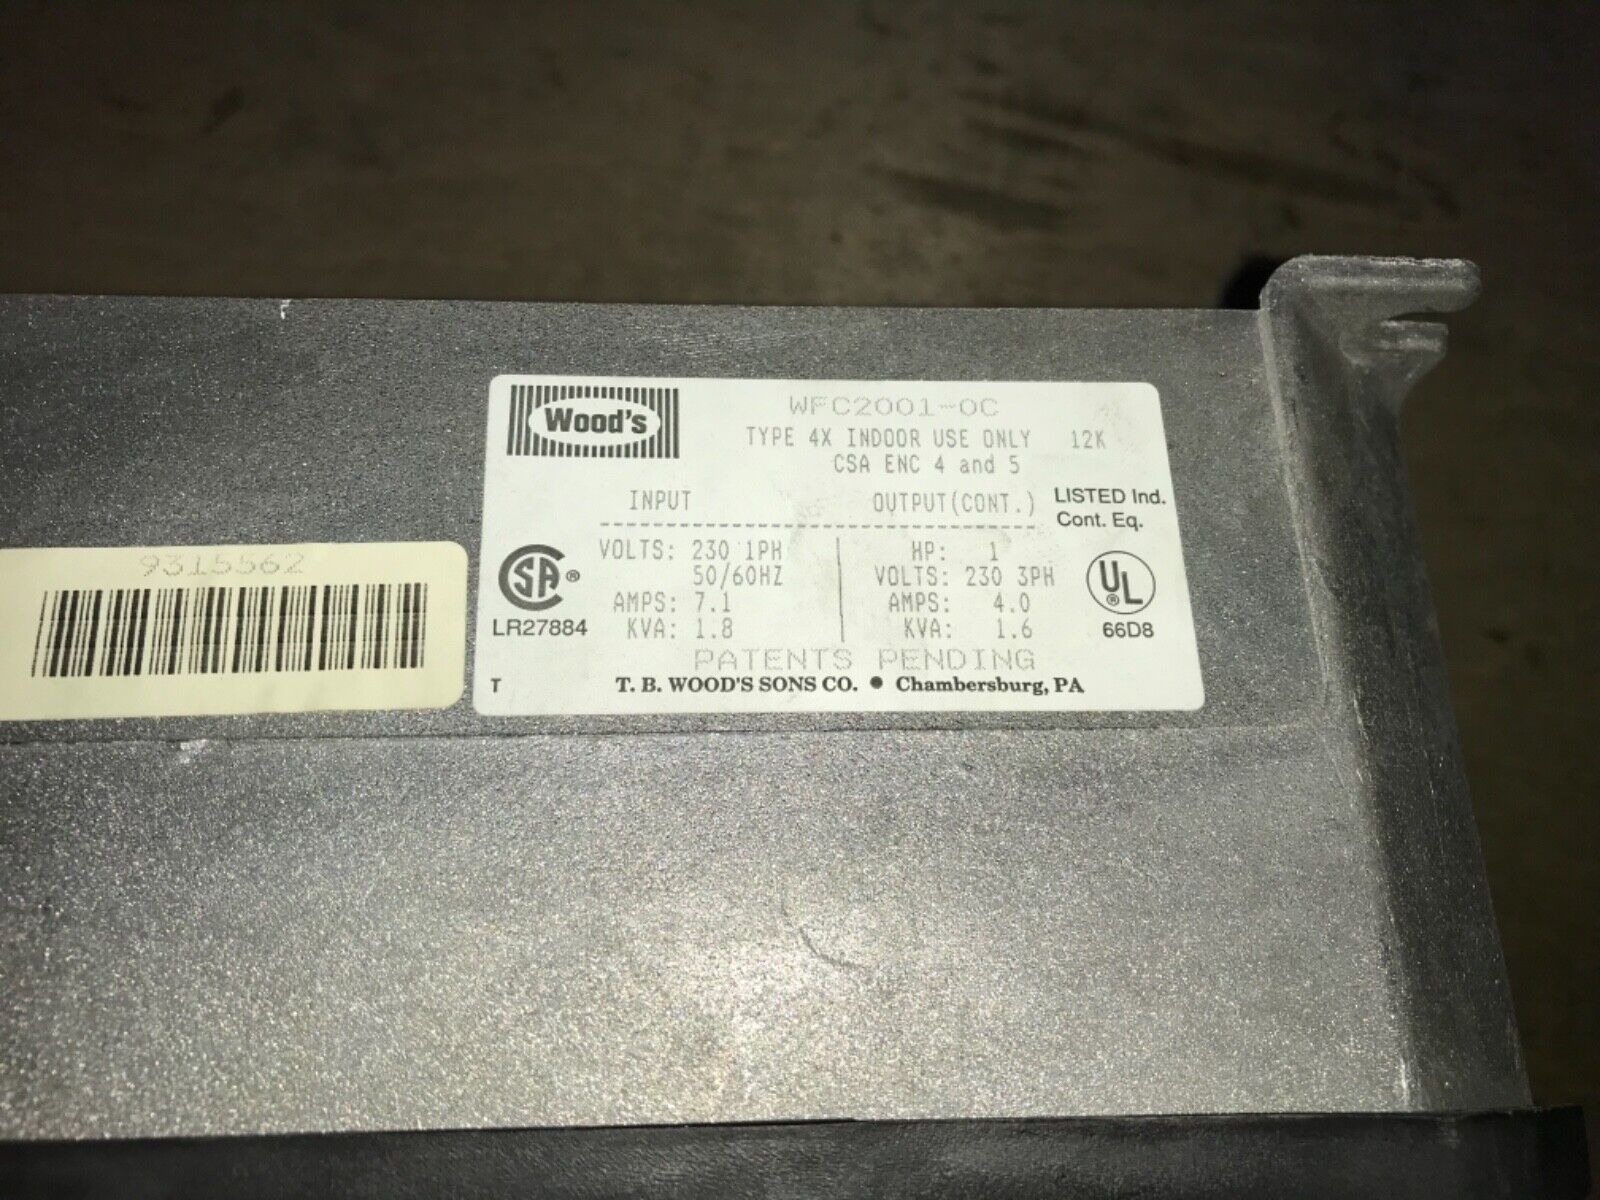 Wood's
WFC2001-0C
TYPE 4X INDOOR USE ONLY 12K
CSA ENC 4 and 5
INPUT OUTPUT(CONT.) LISTED Ind.
Cont. Eq.
VOLTS: 230 1PH HP: 1
50/60HZ VOLTS: 230 3PH
AMPS: 7.1 AMPS: 4.0
KVA: 1.8 KVA: 1.6
SA ®
LR27884
UL ®
66D8
PATENTS PENDING
T T. B. WOOD'S SONS CO. • Chambersburg, PA
9315562